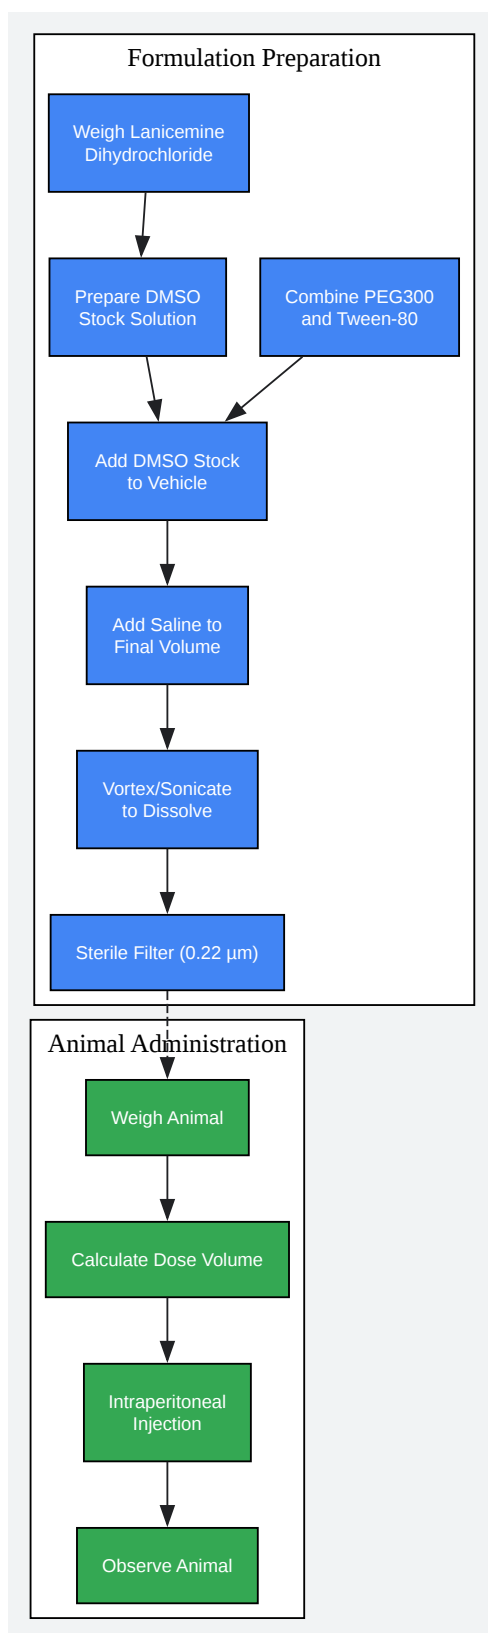 Formulation Preparation
Weigh Lanicemine
Dihydrochloride
Prepare DMSO
Stock Solution
Combine PEG300
and Tween-80
Add DMSO Stock
to Vehicle
Add Saline to
Final Volume
Vortex/Sonicate
to Dissolve
Sterile Filter (0.22 µm)
Animal Administration
Weigh Animal
Calculate Dose Volume
Intraperitoneal
Injection
Observe Animal